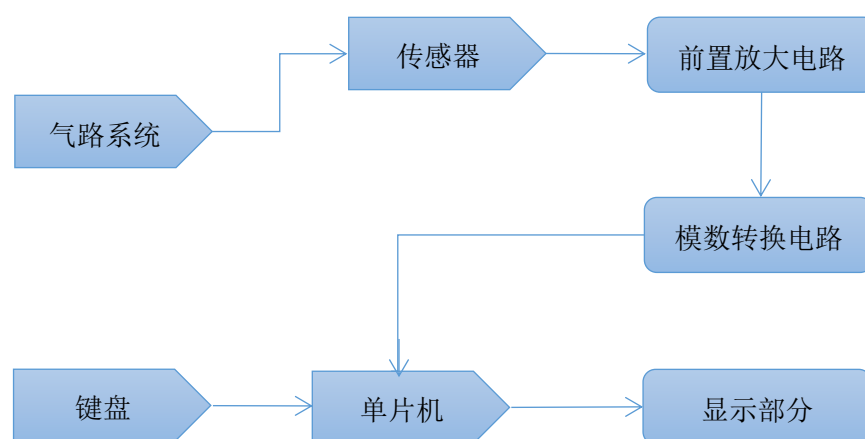 传感器
前置放大电路
气路系统
模数转换电路
键盘
单片机
显示部分